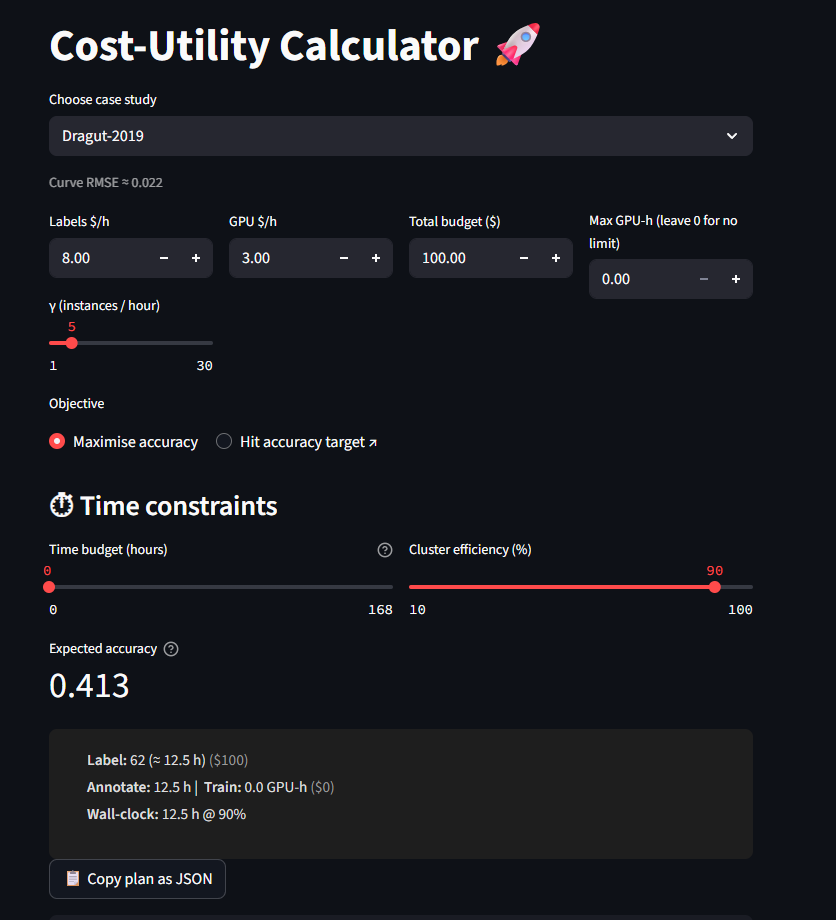 Cost-Utility Calculator 🚀
Choose case study
Dragut-2019
Curve RMSE ≈ 0.022
Labels $/h
GPU $/h
Total budget ($)
Max GPU-h (leave 0 for no
limit)
8.00
3.00
100.00
0.00
γ (instances / hour)
5
1 30
Objective
Maximise accuracy
Hit accuracy target ↗
⏱ Time constraints
Time budget (hours)
Cluster efficiency (%)
0
90
0 168
10 100
Expected accuracy
0.413
Label: 62 (≈ 12.5 h) ($100)
Annotate: 12.5 h | Train: 0.0 GPU-h ($0)
Wall-clock: 12.5 h @ 90%
📋 Copy plan as JSON